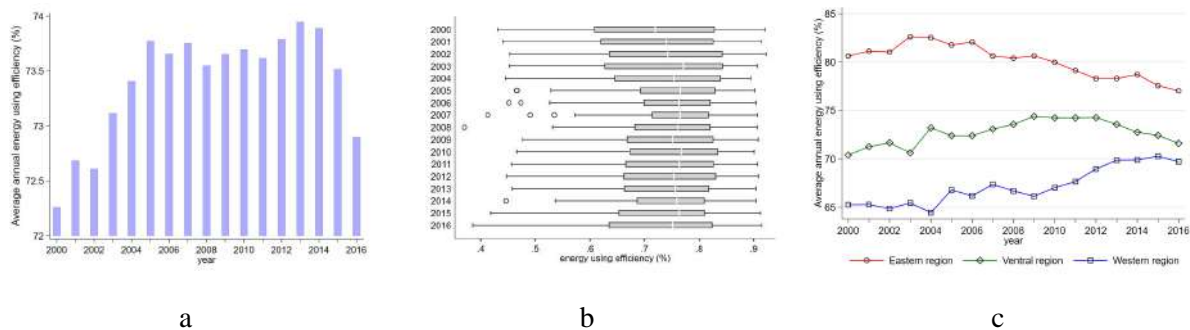 Average annual energy using efficiency (%)
74
73.5
73
72.5
72
2000 2002 2004 2006 2008 2010 2012 2014 2016
year
a
2000
2001
2002
2003
2004
2005
2006
2007
2008
2009
2010
2011
2012
2013
2014
2015
2016
.4 .5 .6 .7 .8 .9
energy using efficiency (%)
b
Average annual energy using efficiency (%)
85
80
75
70
65
2000 2002 2004 2006 2008 2010 2012 2014 2016
year
Eastern region Ventral region Western region
c